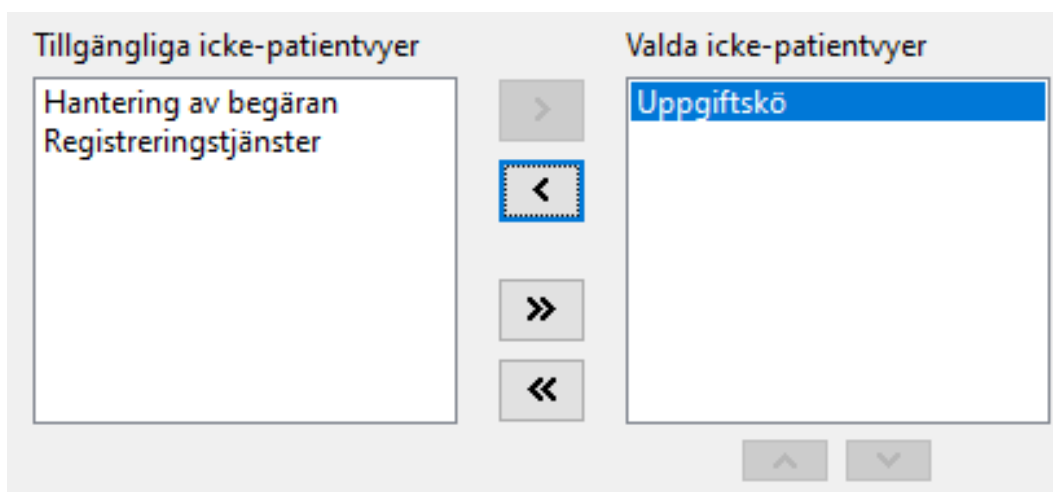 Tillgängliga icke-patientvyer
Hantering av begäran
Registreringstjänster
>
<
»
«
Valda icke-patientvyer
Uppgiftskö